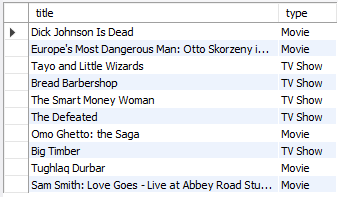 title type
Dick Johnson Is Dead Movie
Europe's Most Dangerous Man: Otto Skorzeny i... Movie
Tayo and Little Wizards TV Show
Bread Barbershop TV Show
The Smart Money Woman TV Show
The Defeated TV Show
Omo Ghetto: the Saga Movie
Big Timber TV Show
Tughlaq Durbar Movie
Sam Smith: Love Goes - Live at Abbey Road Stu... Movie